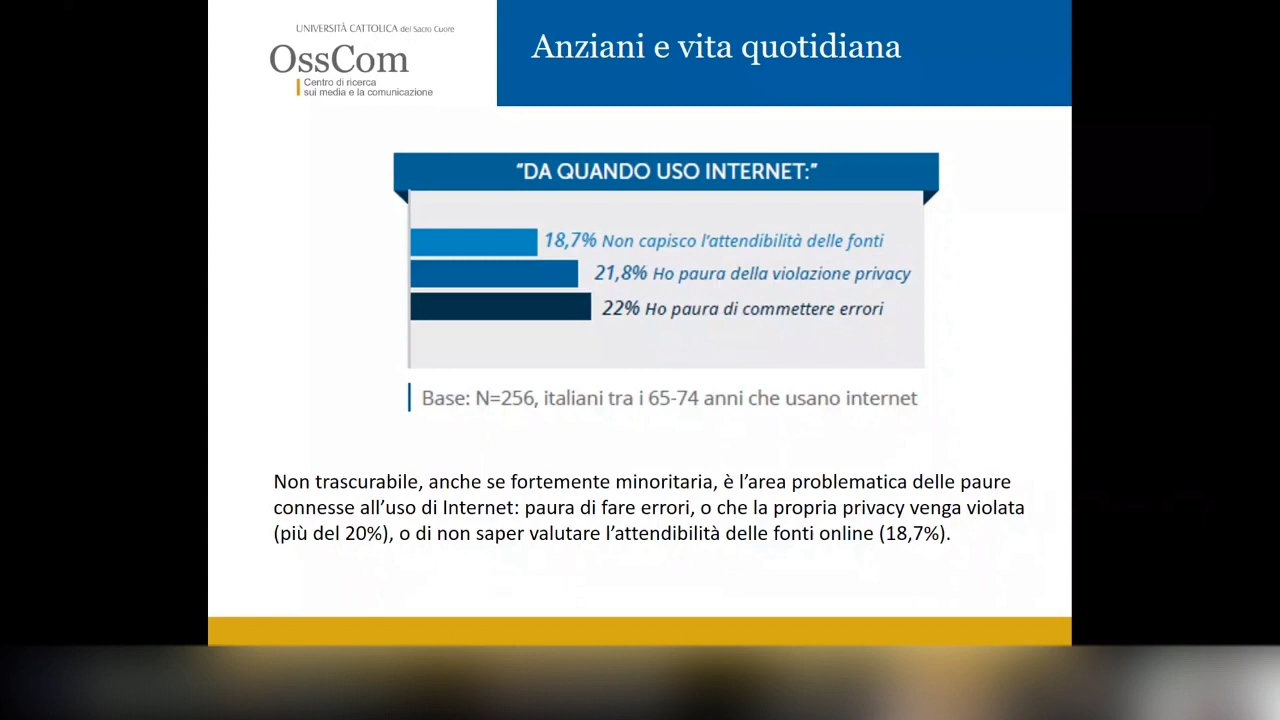 UNIVERSITÀ CATTOLICA del Sacro Cuore
OssCom
Centro di ricerca
sui media e la comunicazione
Anziani e vita quotidiana
“DA QUANDO USO INTERNET:”
18,7% Non capisco l’attendibilità delle fonti
21,8% Ho paura della violazione privacy
22% Ho paura di commettere errori
Base: N=256, italiani tra i 65-74 anni che usano internet
Non trascurabile, anche se fortemente minoritaria, è l’area problematica delle paure
connesse all’uso di Internet: paura di fare errori, o che la propria privacy venga violata
(più del 20%), o di non saper valutare l’attendibilità delle fonti online (18,7%).